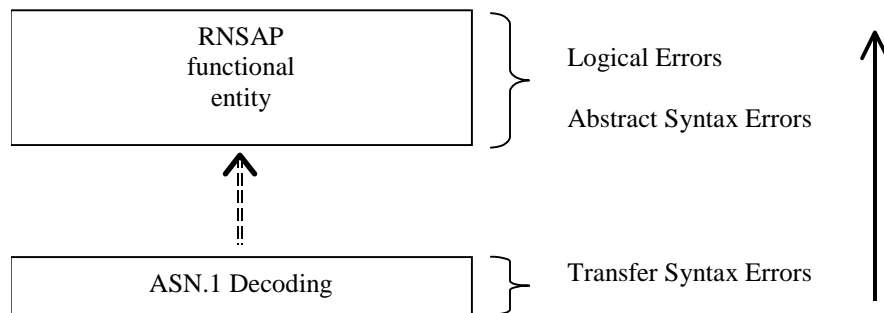 RNSAP
functional
entity
Logical Errors
Abstract Syntax Errors
ASN.1 Decoding
Transfer Syntax Errors